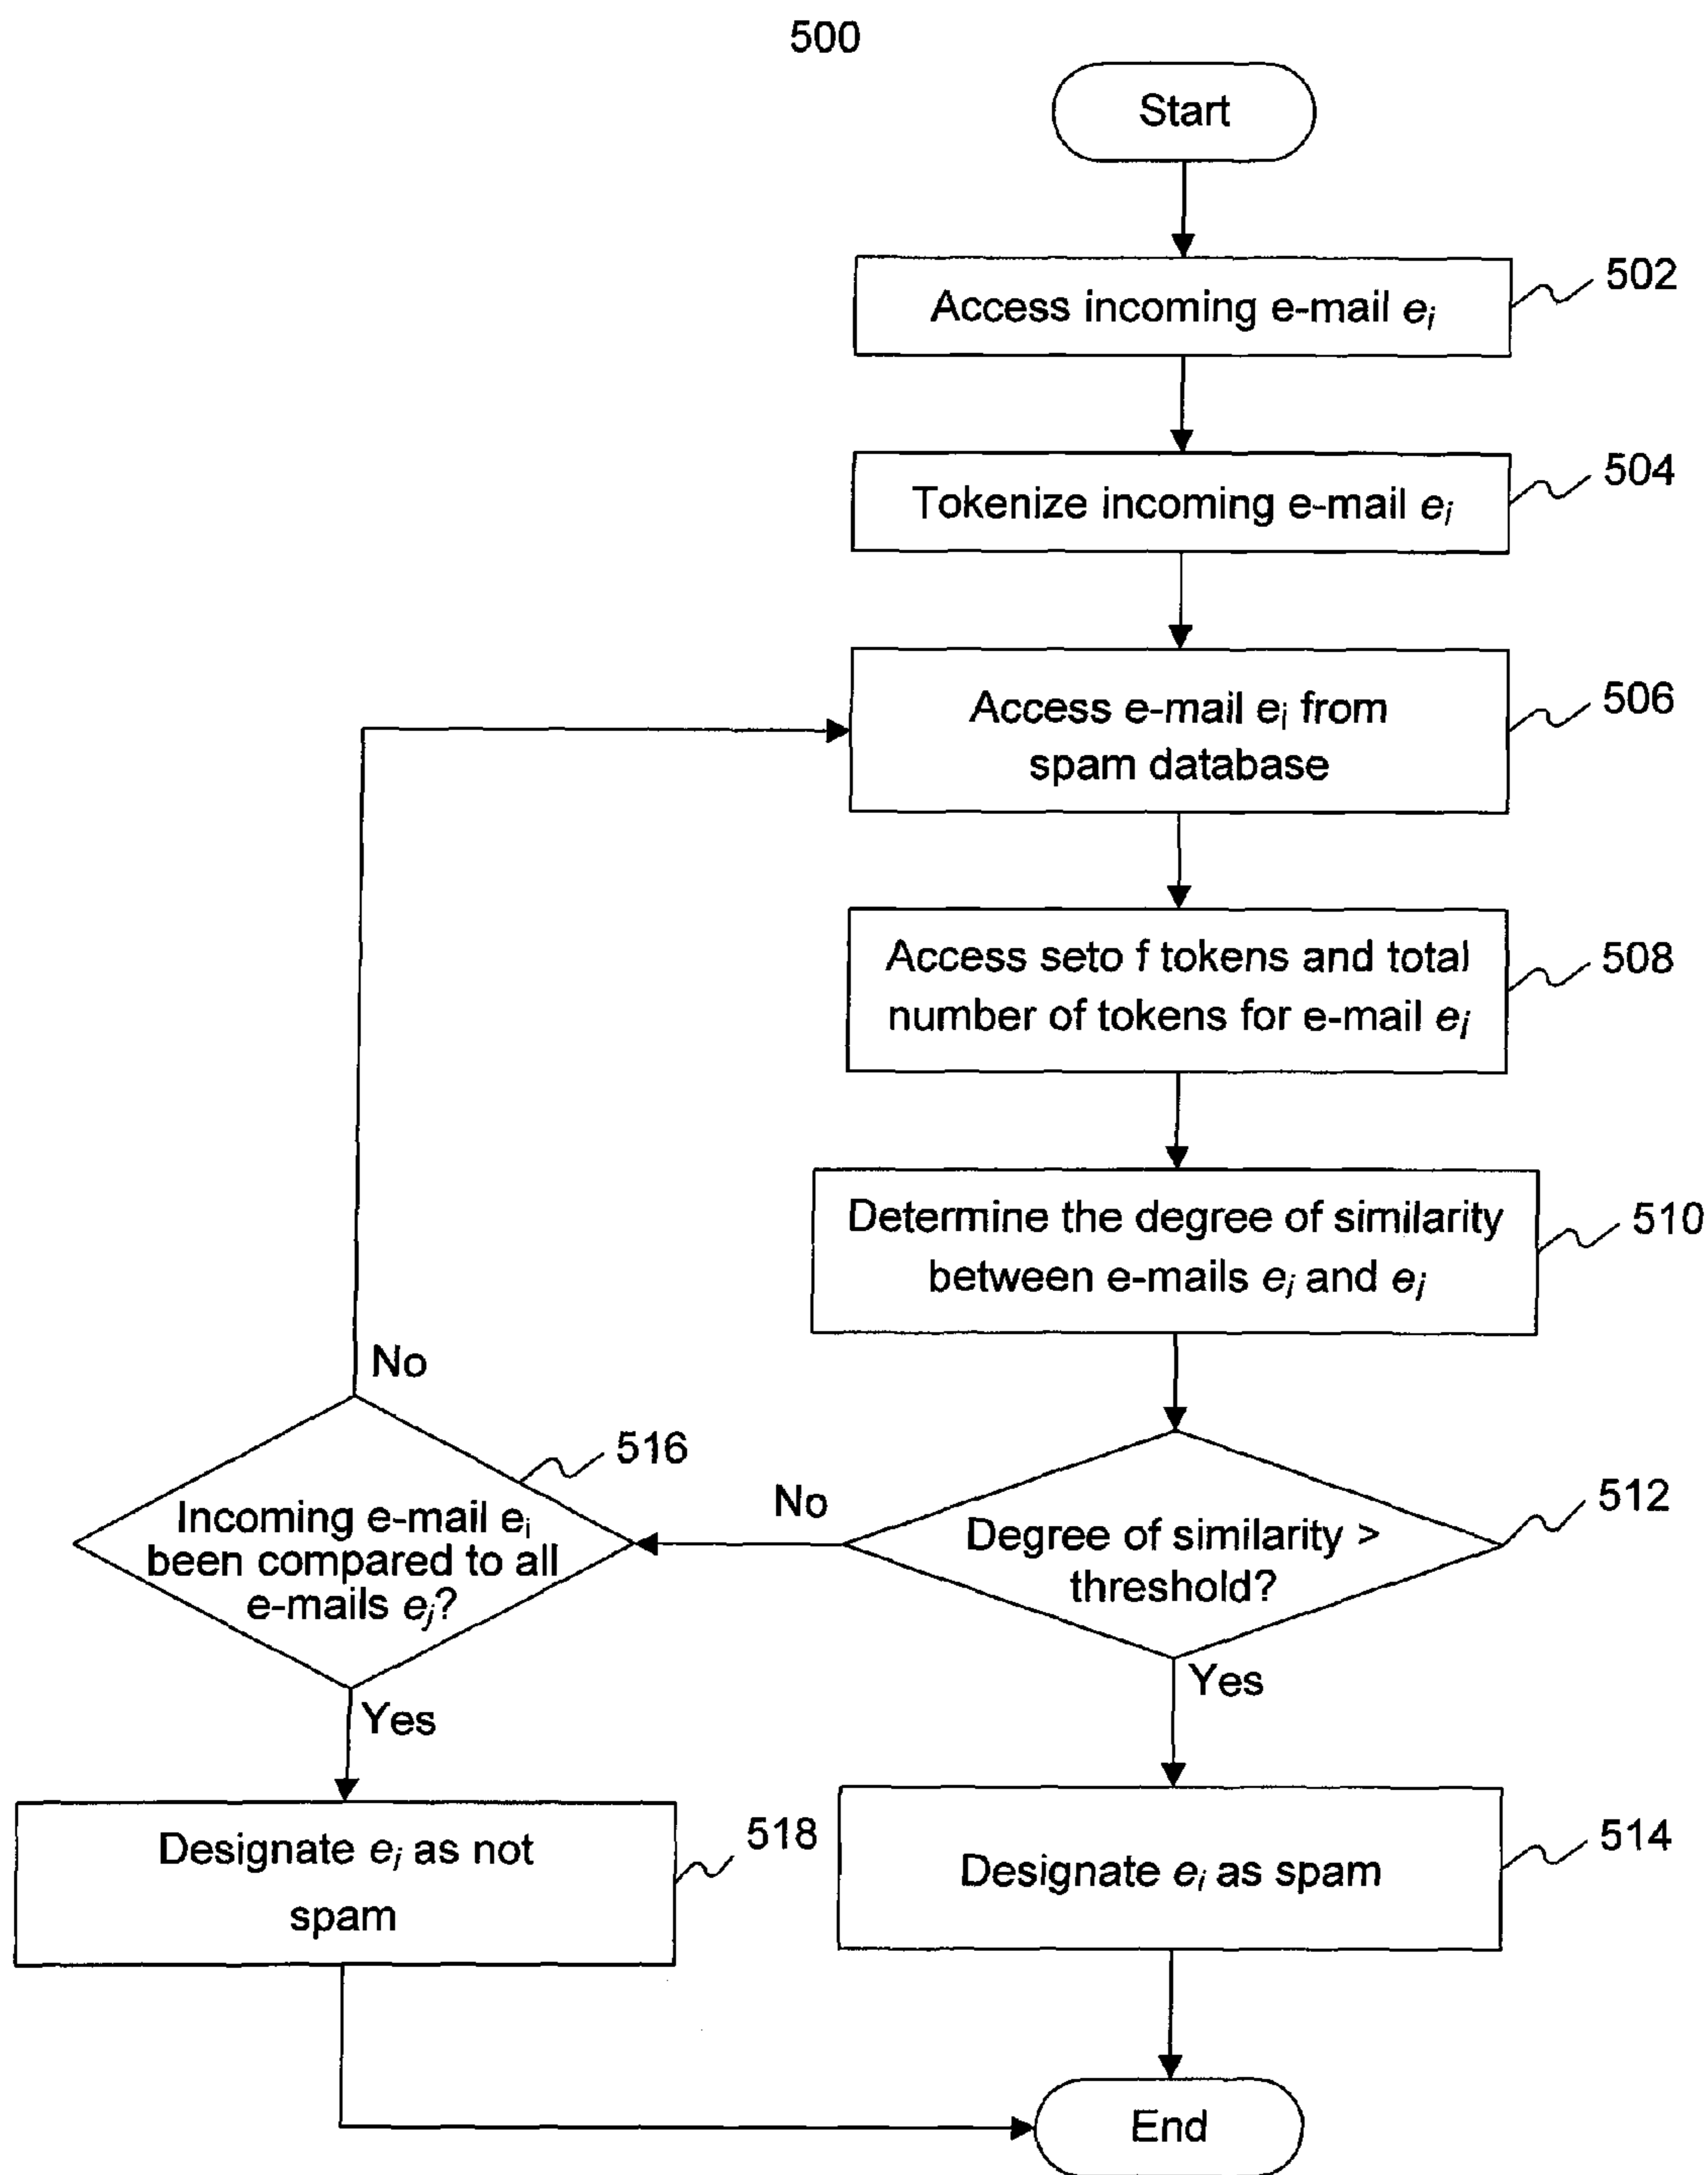 500
Start
Access incoming e-mail ei
502
Tokenize incoming e-mail ei
504
Access e-mail ej from
spam database
506
Access seto f tokens and total
number of tokens for e-mail ej
508
Determine the degree of similarity
between e-mails ei and ej
510
Degree of similarity >
threshold?
512
No
Yes
Incoming e-mail ei
been compared to all
e-mails ej?
516
No
Yes
Designate ei as not
spam
518
Designate ei as spam
514
End